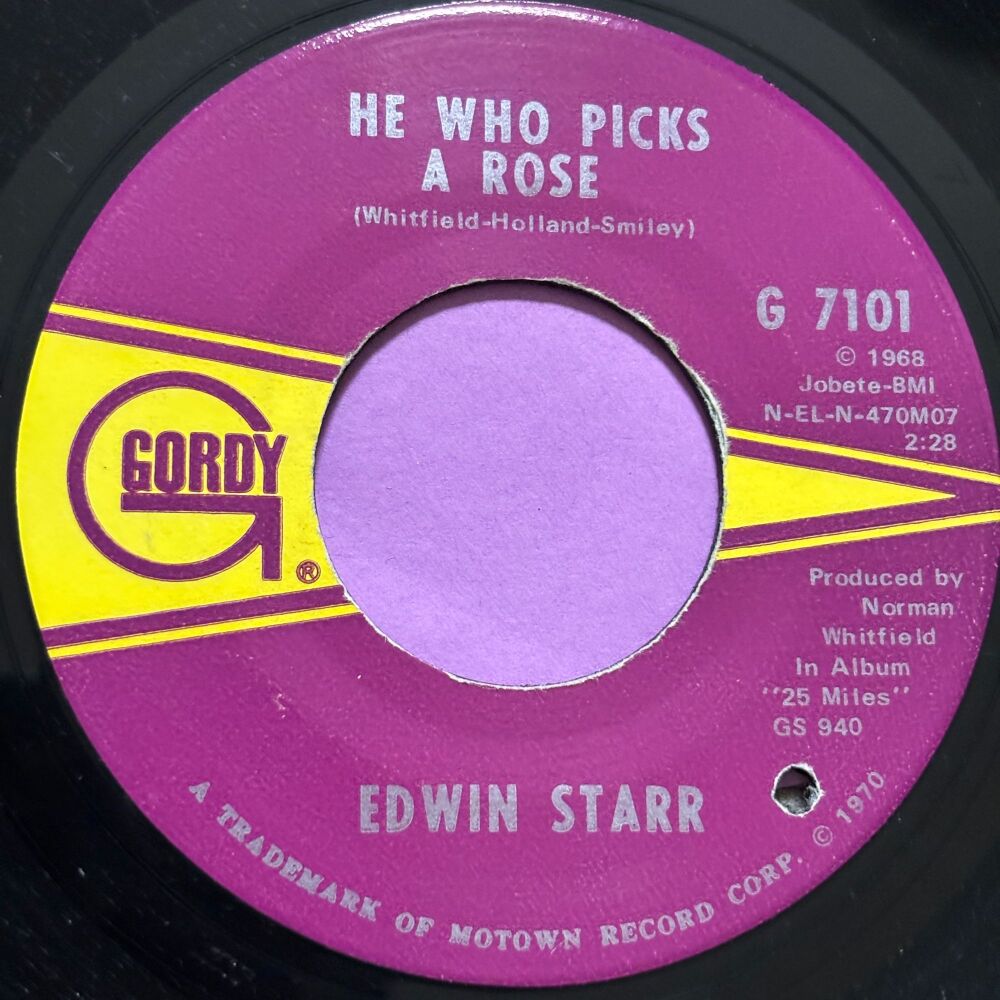 HE WHO PICKS
A ROSE
(Whitfield-Holland-Smiley)
G 7101
© 1968
Jobete-BMI
N-EL-N-470M07
2:28
GORDY
®
Produced by
Norman
Whitfield
In Album
"25 Miles"
GS 940
EDWIN STARR
A TRADEMARK OF MOTOWN RECORD CORP. © 1970